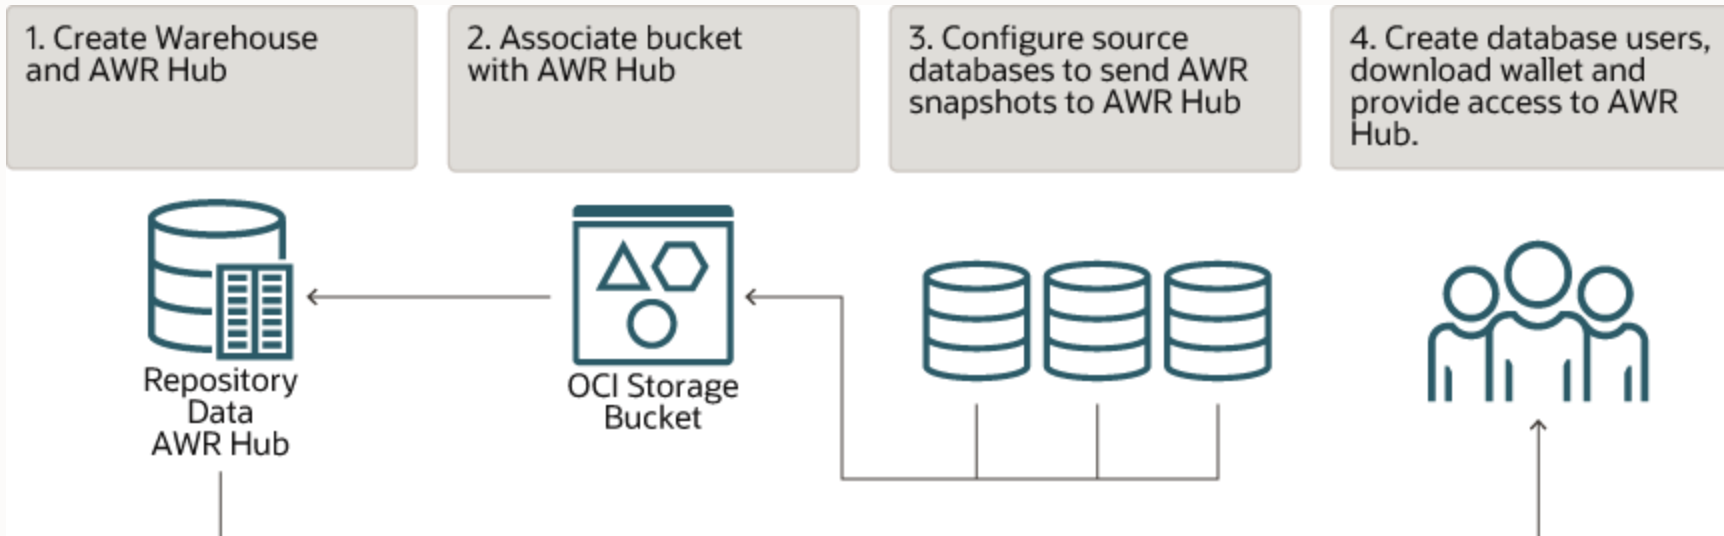 1. Create Warehouse
and AWR Hub
2. Associate bucket
with AWR Hub
3. Configure source
databases to send AWR
snapshots to AWR Hub
4. Create database users,
download wallet and
provide access to AWR
Hub.
Repository
Data
AWR Hub
OCI Storage
Bucket